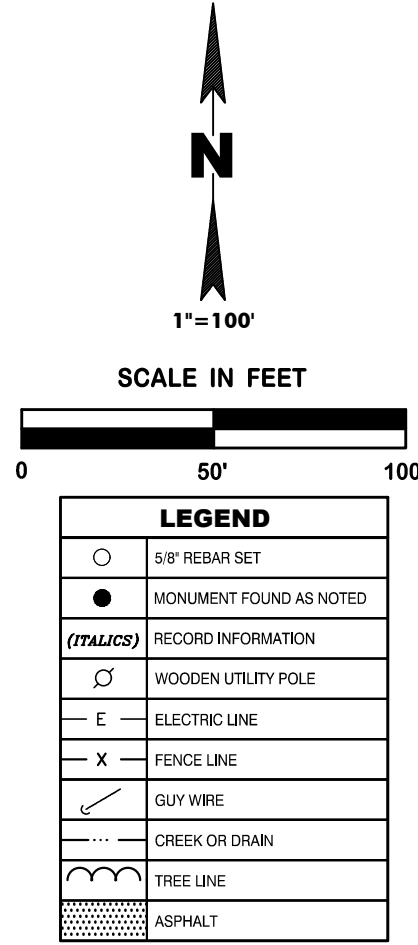 N
1"=100'
SCALE IN FEET
0 50' 100
LEGEND
5/8" REBAR SET
MONUMENT FOUND AS NOTED
(ITALICS) RECORD INFORMATION
WOODEN UTILITY POLE
E ELECTRIC LINE
X FENCE LINE
GUY WIRE
CREEK OR DRAIN
TREE LINE
ASPHALT